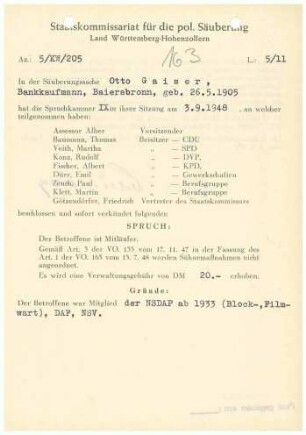 Staatskommissariat für die pol. Säuberung
Land Württemberg-Hohenzollern
Az.: 5/KH/205
163
L.: 5/11
In der Säuberungssache Otto Gaiser,
Bankkaufmann, Baiersbronn, geb. 26.5.1905
hat die Spruchkammer IX in ihrer Sitzung am 3.9.1948, an welcher
teilgenommen haben:
Assessor Alber Vorsitzender
Baumann, Thomas Beisitzer — CDU
Veith, Martha „ — SPD
Konz, Rudolf „ — DVP,
Fischer, Albert „ — KPD,
Dürr, Emil „ — Gewerkschaften
Zenth, Paul „ — Berufsgruppe
Klett, Martin „ — Berufsgruppe
Götzendörfer, Friedrich Vertreter des Staatskommissars
beschlossen und sofort verkündet folgenden
SPRUCH:
Der Betroffene ist Mitläufer.
Gemäß Art. 3 der VO. 133 vom 17. 11. 47 in der Fassung des
Art. 1 der VO. 165 vom 13. 7. 48 werden Sühnemaßnahmen nicht
angeordnet.
Es wird eine Verwaltungsgebühr von DM 20.- erhoben.
Gründe:
Der Betroffene war Mitglied der NSDAP ab 1933 (Block-,Film-
wart), DAF, NSV.